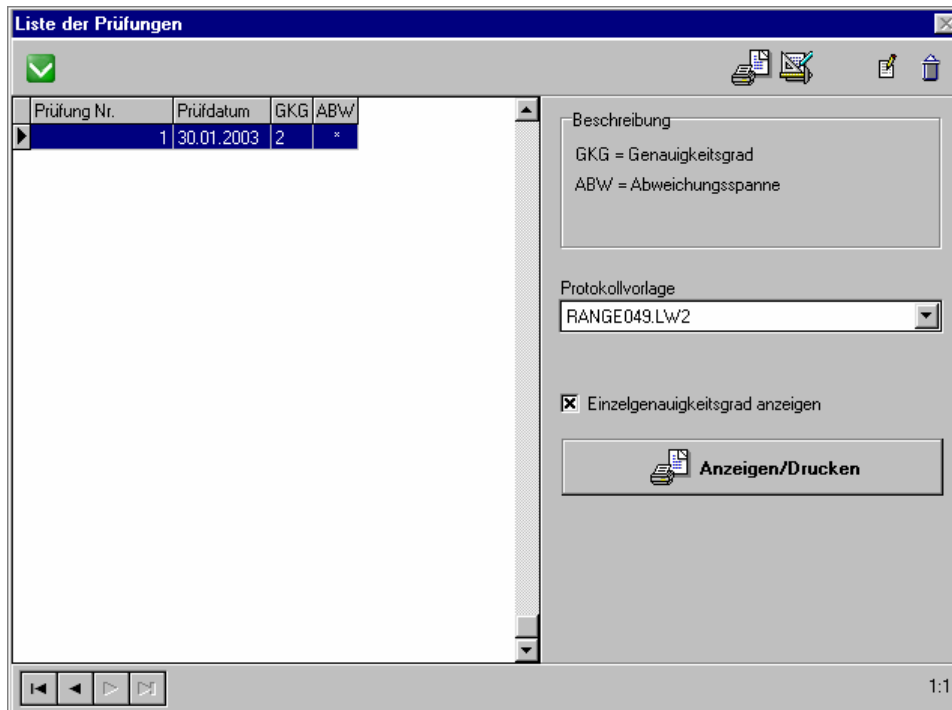 Liste der Prüfungen
Prüfung Nr. Prüfdatum GKG ABW
1 30.01.2003 2 *
Beschreibung
GKG = Genauigkeitsgrad
ABW = Abweichungsspanne
Protokollvorlage
RANGE049.LW2
Einzelgenauigkeitsgrad anzeigen
Anzeigen/Drucken
1:1